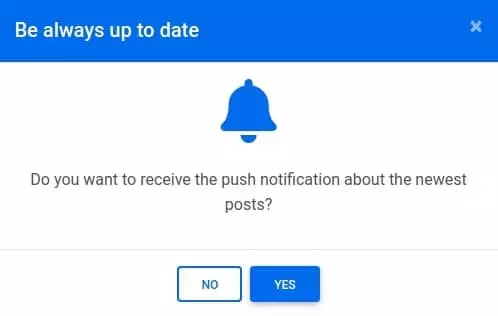 Be always up to date
×
Do you want to receive the push notification about the newest
posts?
NO
YES